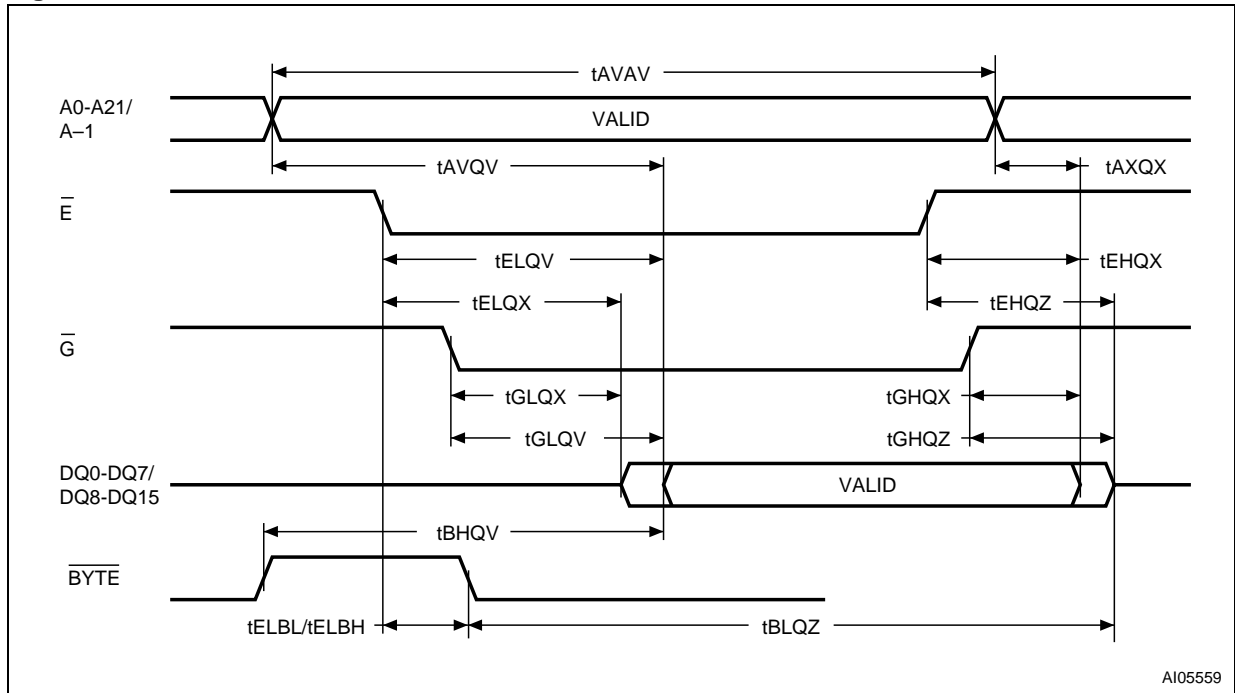 tAVAV
A0-A21/
A–1
VALID
tAVQV
tAXQX
E
tELQV
tEHQX
tELQX
tEHQZ
G
tGLQX
tGHQX
tGLQV
tGHQZ
DQ0-DQ7/
DQ8-DQ15
VALID
tBHQV
BYTE
tELBL/tELBH
tBLQZ
AI05559